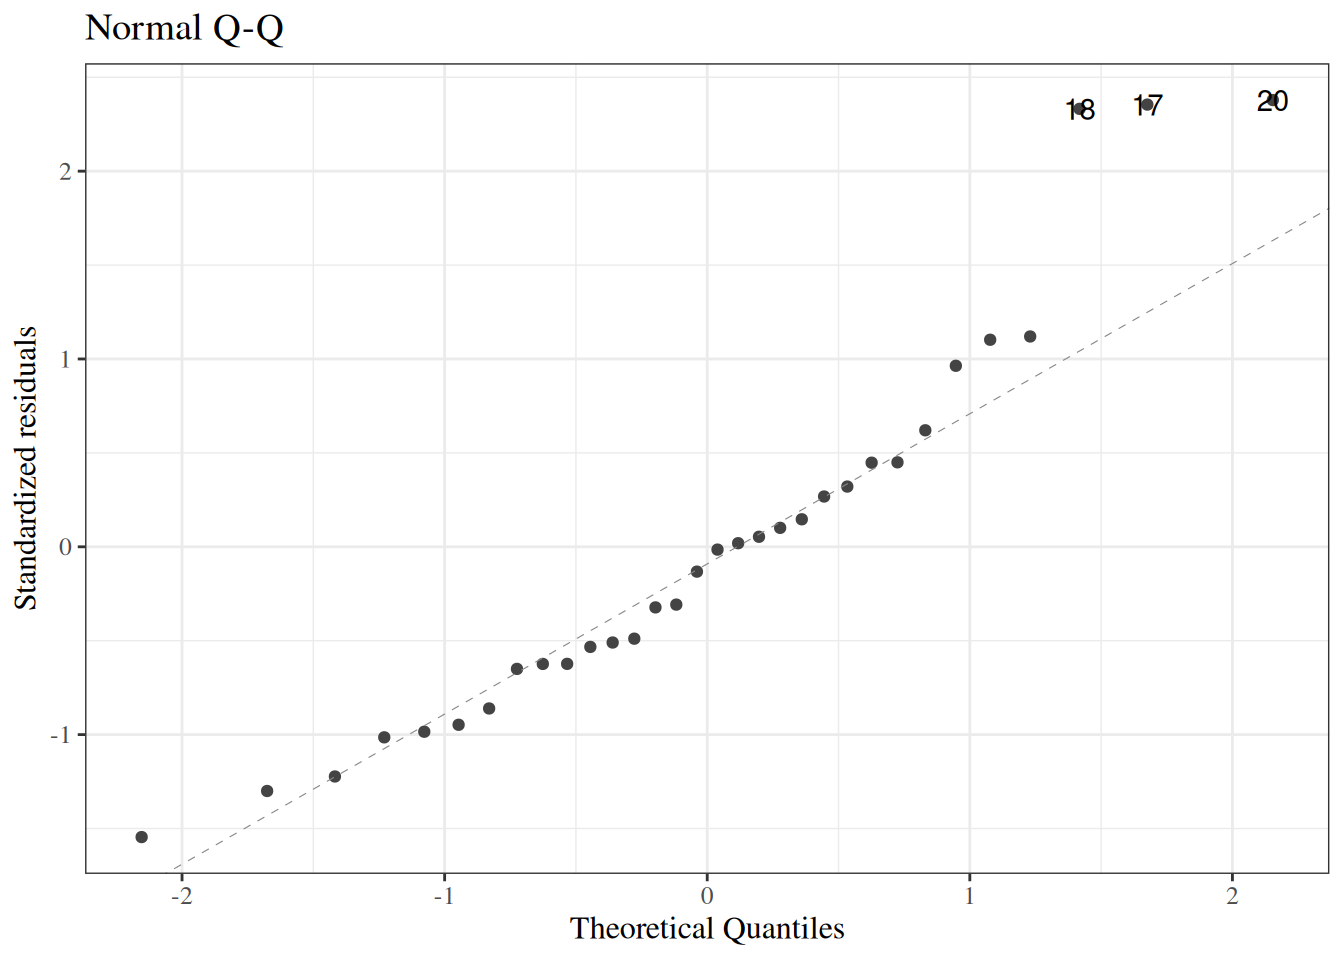 Normal Q-Q
18 17 20
2
1
0
-1
Standardized residuals
-2 -1 0 1 2
Theoretical Quantiles